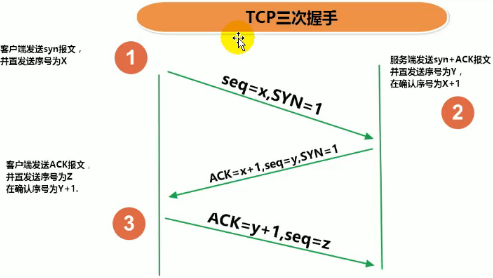 TCP三次握手
客户端发送syn报文，
并直发送序号为X
1
seq=x,SYN=1
服务端发送syn+ACK报文
并直发送序号为Y，
在确认序号为X+1
2
ACK=x+1,seq=y,SYN=1
客户端发送ACK报文，
并直发送序号为Z
在确认序号为Y+1.
3
ACK=y+1,seq=z